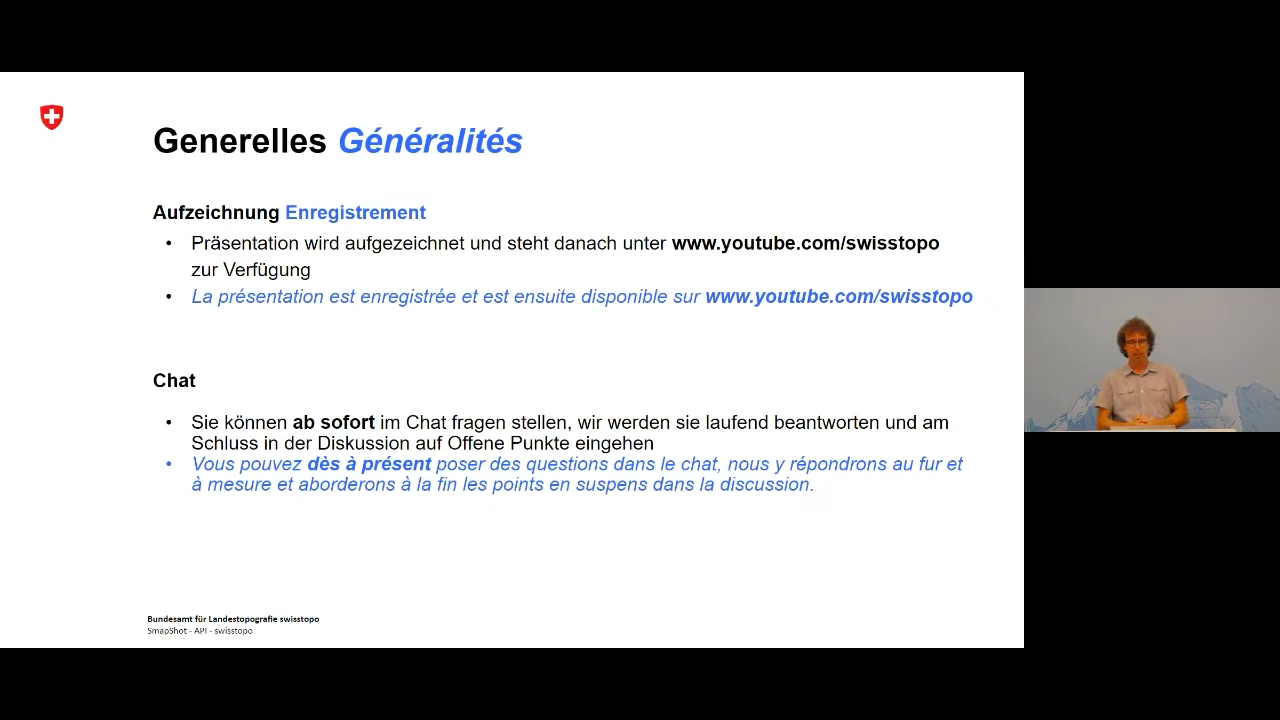 Generelles Généralités
Aufzeichnung Enregistrement
• Präsentation wird aufgezeichnet und steht danach unter www.youtube.com/swisstopo
zur Verfügung
• La présentation est enregistrée et est ensuite disponible sur www.youtube.com/swisstopo
Chat
• Sie können ab sofort im Chat fragen stellen, wir werden sie laufend beantworten und am
Schluss in der Diskussion auf Offene Punkte eingehen
• Vous pouvez dès à présent poser des questions dans le chat, nous y répondrons au fur et
à mesure et aborderons à la fin les points en suspens dans la discussion.
Bundesamt für Landestopografie swisstopo
SmapShot - API - swisstopo